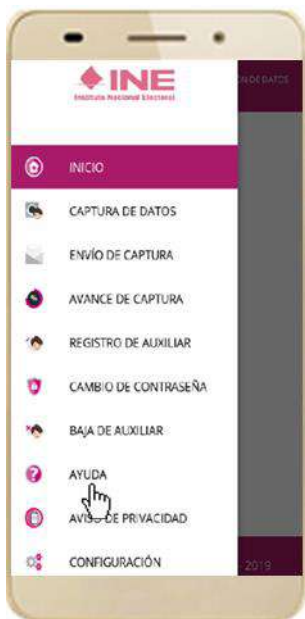 INE
Instituto Nacional Electoral
INICIO
CAPTURA DE DATOS
ENVÍO DE CAPTURA
AVANCE DE CAPTURA
REGISTRO DE AUXILIAR
CAMBIO DE CONTRASEÑA
BAJA DE AUXILIAR
AYUDA
AVISO DE PRIVACIDAD
CONFIGURACIÓN
- 2019